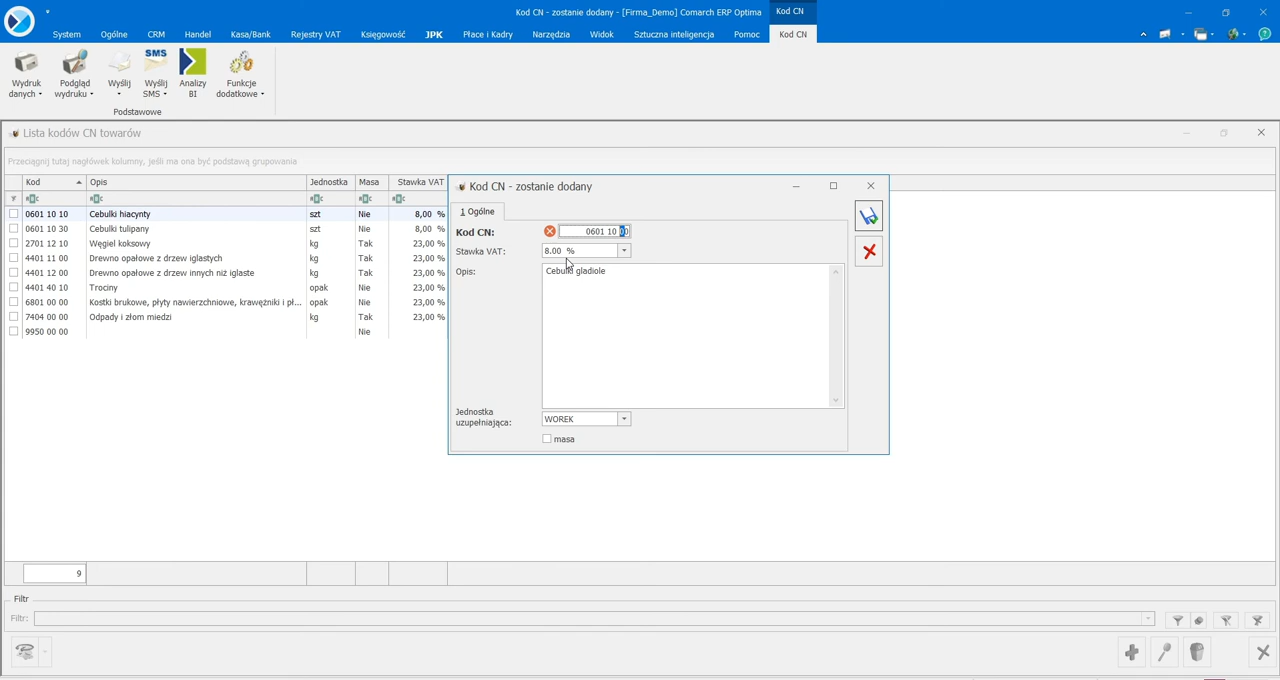 Kod CN - zostanie dodany - [Firma_Demo] Comarch ERP Optima
Kod CN
System Ogólne CRM Handel Kasa/Bank Rejestry VAT Księgowość JPK Płace i Kadry Narzędzia Widok Sztuczna inteligencja Pomoc Kod CN
Wydruk danych
Podgląd wydruku
Wyślij
SMS
Wyślij SMS
Analizy BI
Funkcje dodatkowe
Podstawowe
Lista kodów CN towarów
Przeciągnij tutaj nagłówek kolumny, jeśli ma ona być podstawą grupowania
Kod Opis Jednostka Masa Stawka VAT
0601 10 10 Cebulki hiacynty szt Nie 8,00 %
0601 10 30 Cebulki tulipany szt Nie 8,00 %
2701 12 10 Węgiel koksowy kg Tak 23,00 %
4401 11 00 Drewno opałowe z drzew iglastych kg Tak 23,00 %
4401 12 00 Drewno opałowe z drzew innych niż iglaste kg Tak 23,00 %
4401 40 10 Trociny opak Nie 23,00 %
6801 00 00 Kostki brukowe, płyty nawierzchniowe, krawężniki i pł... opak Nie 23,00 %
7404 00 00 Odpady i złom miedzi kg Tak 23,00 %
9950 00 00 Nie
Kod CN - zostanie dodany
1 Ogólne
Kod CN: 0601 10 00
Stawka VAT: 8.00 %
Opis: Cebulki gladiole
Jednostka uzupełniająca: WOREK
masa
9
Filtr
Filtr: